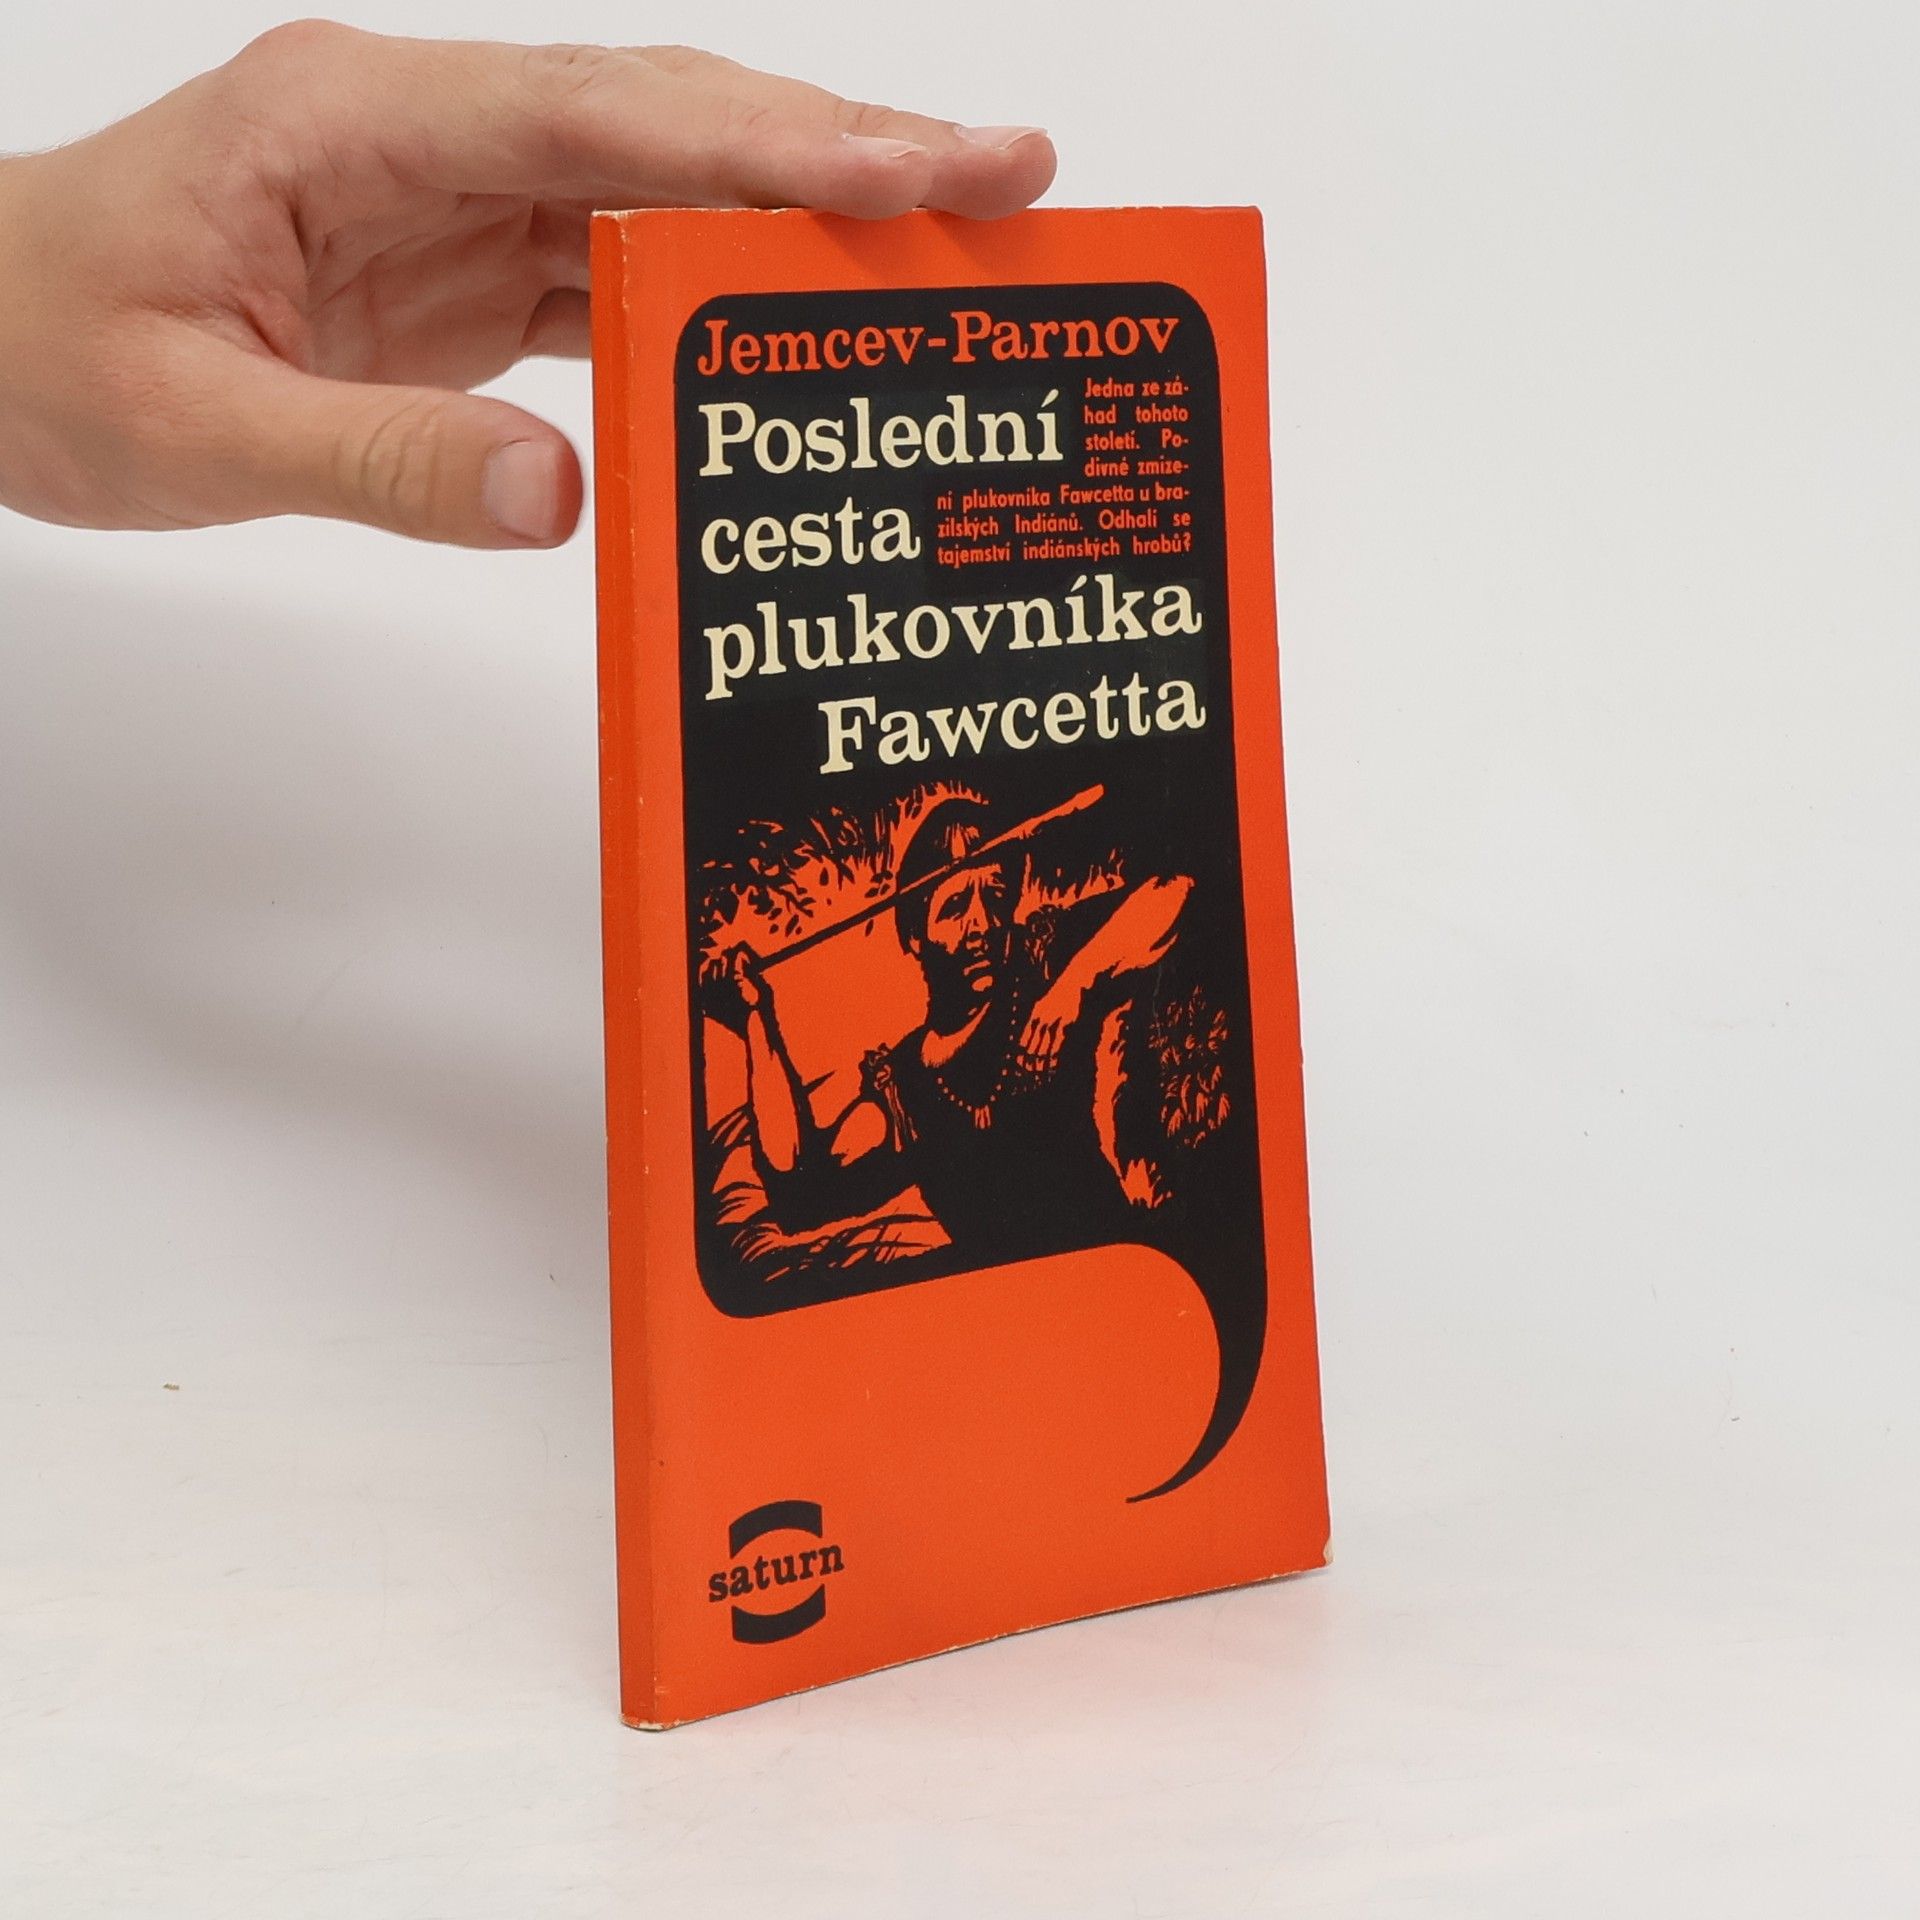 Jemcev-Parnov
Poslední
cesta
plukovníka
Fawcetta
Jedna ze zá-
had tohoto
století. Po-
divné zmize-
ní plukovníka Fawcetta u bra-
zilských Indiánů. Odhalí se
tajemství indiánských hrobů?
saturn